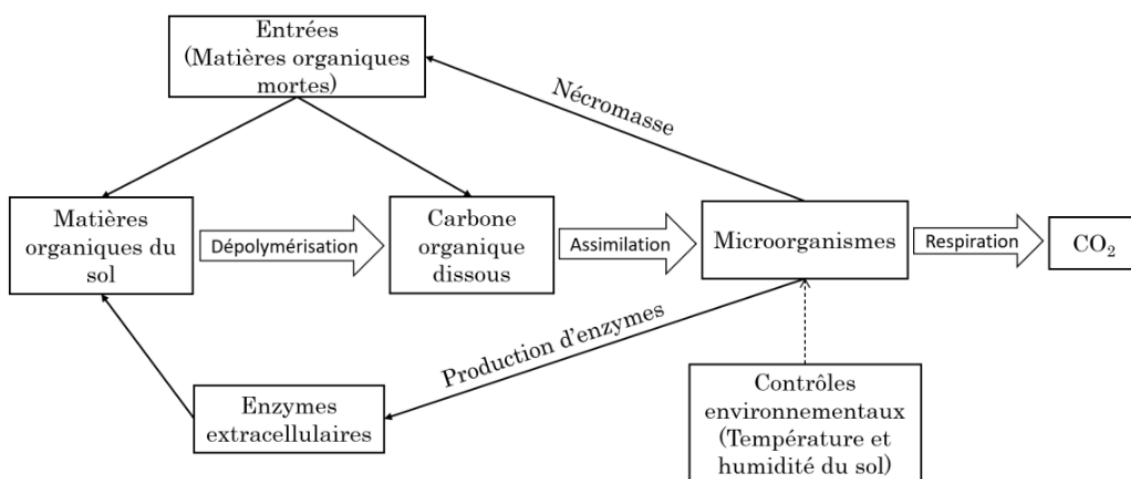 Entrées
(Matières organiques
mortes)
Nécromasse
Matières
organiques du
sol
Dépolymérisation
Carbone
organique
dissous
Assimilation
Microorganismes
Respiration
CO₂
Production d'enzymes
Enzymes
extracellulaires
Contrôles
environnementaux
(Température et
humidité du sol)